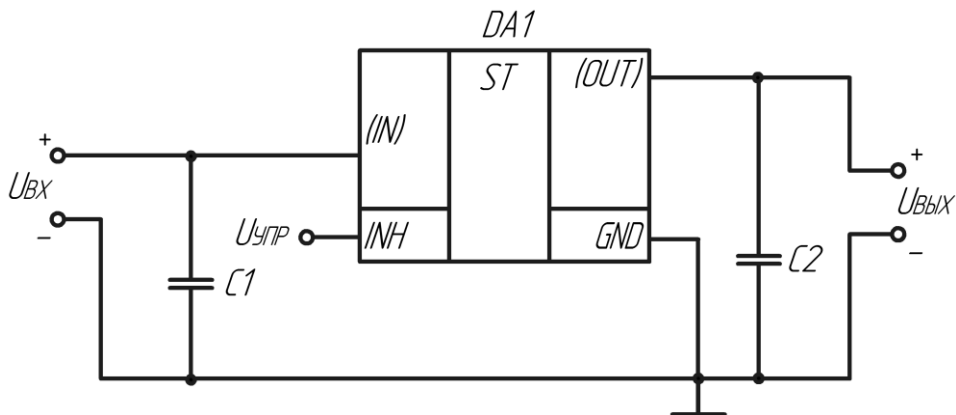 DA1
ST
(OUT)
(IN)
+
+
Uвх
Uвых
Uупр
INH
GND
−
−
C1
C2